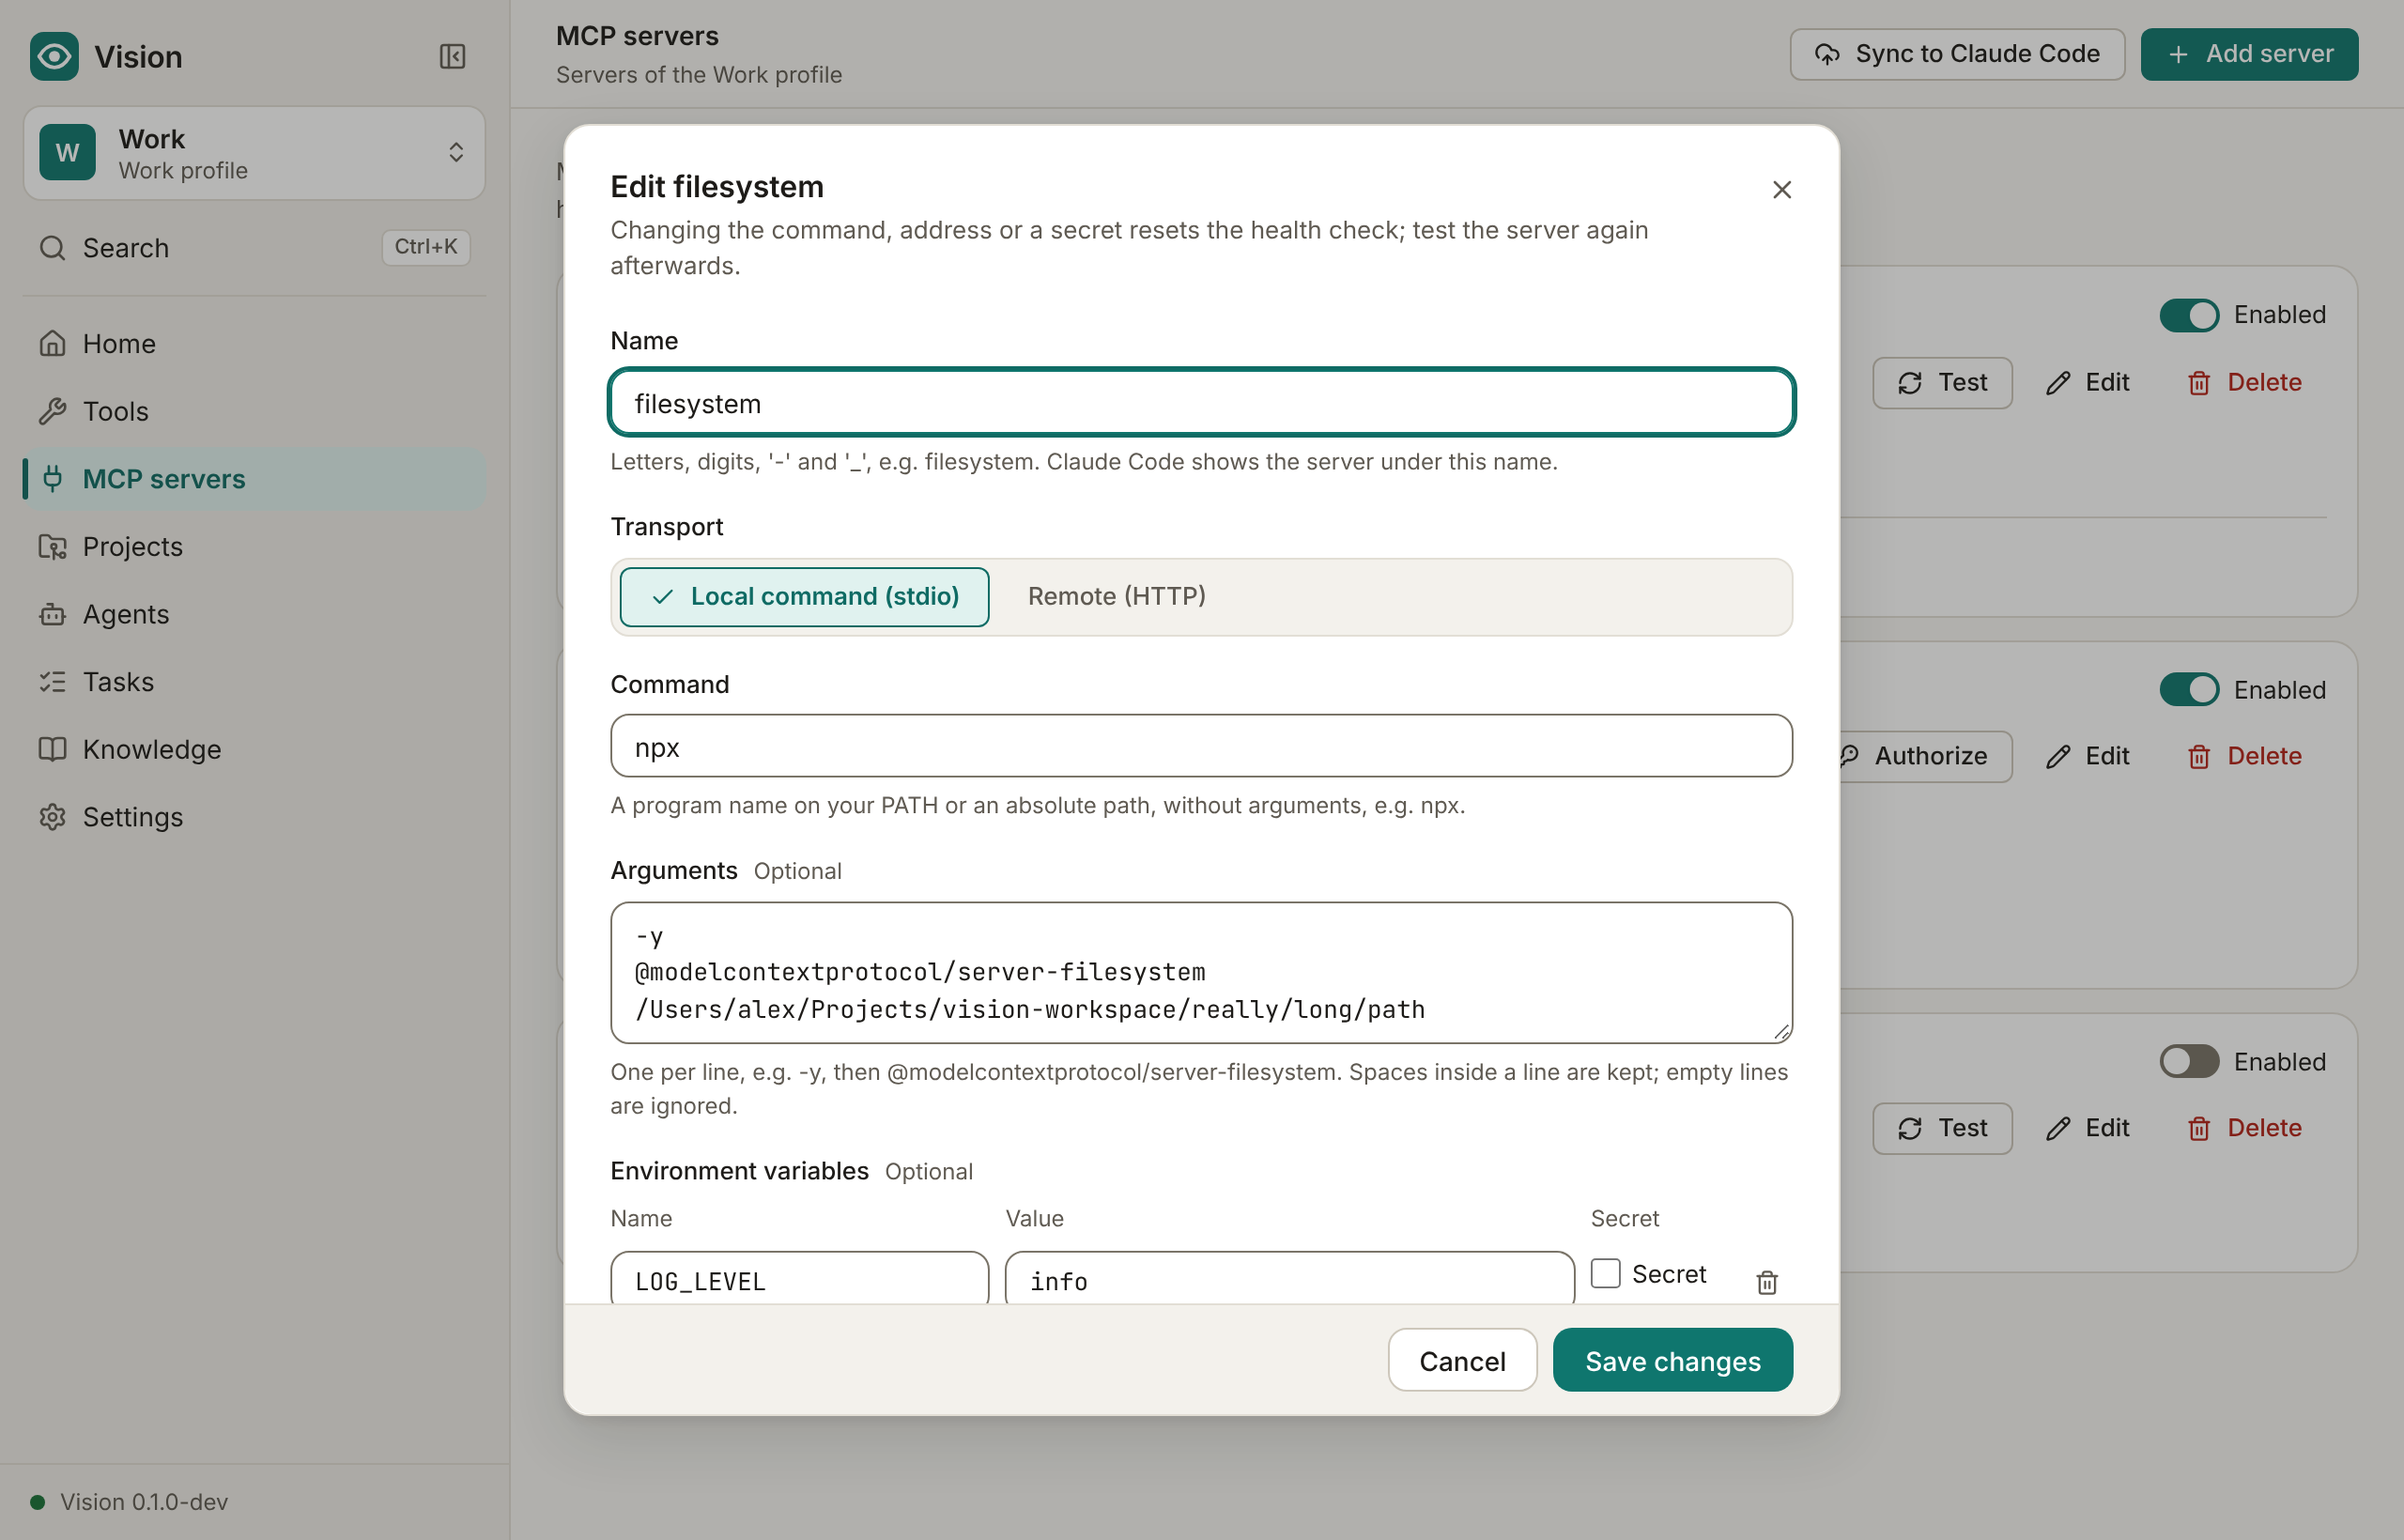 Vision
W
Work
Work profile
Search
Ctrl+K
Home
Tools
MCP servers
Projects
Agents
Tasks
Knowledge
Settings
Vision 0.1.0-dev
MCP servers
Servers of the Work profile
Sync to Claude Code
Add server
Edit filesystem
Changing the command, address or a secret resets the health check; test the server again
afterwards.
Name
filesystem
Letters, digits, '-' and '_', e.g. filesystem. Claude Code shows the server under this name.
Transport
Local command (stdio)
Remote (HTTP)
Command
npx
A program name on your PATH or an absolute path, without arguments, e.g. npx.
Arguments Optional
-y
@modelcontextprotocol/server-filesystem
/Users/alex/Projects/vision-workspace/really/long/path
One per line, e.g. -y, then @modelcontextprotocol/server-filesystem. Spaces inside a line are kept; empty lines
are ignored.
Environment variables Optional
Name Value Secret
LOG_LEVEL info Secret
Cancel
Save changes
Enabled
Test Edit Delete
Enabled
Authorize Edit Delete
Enabled
Test Edit Delete